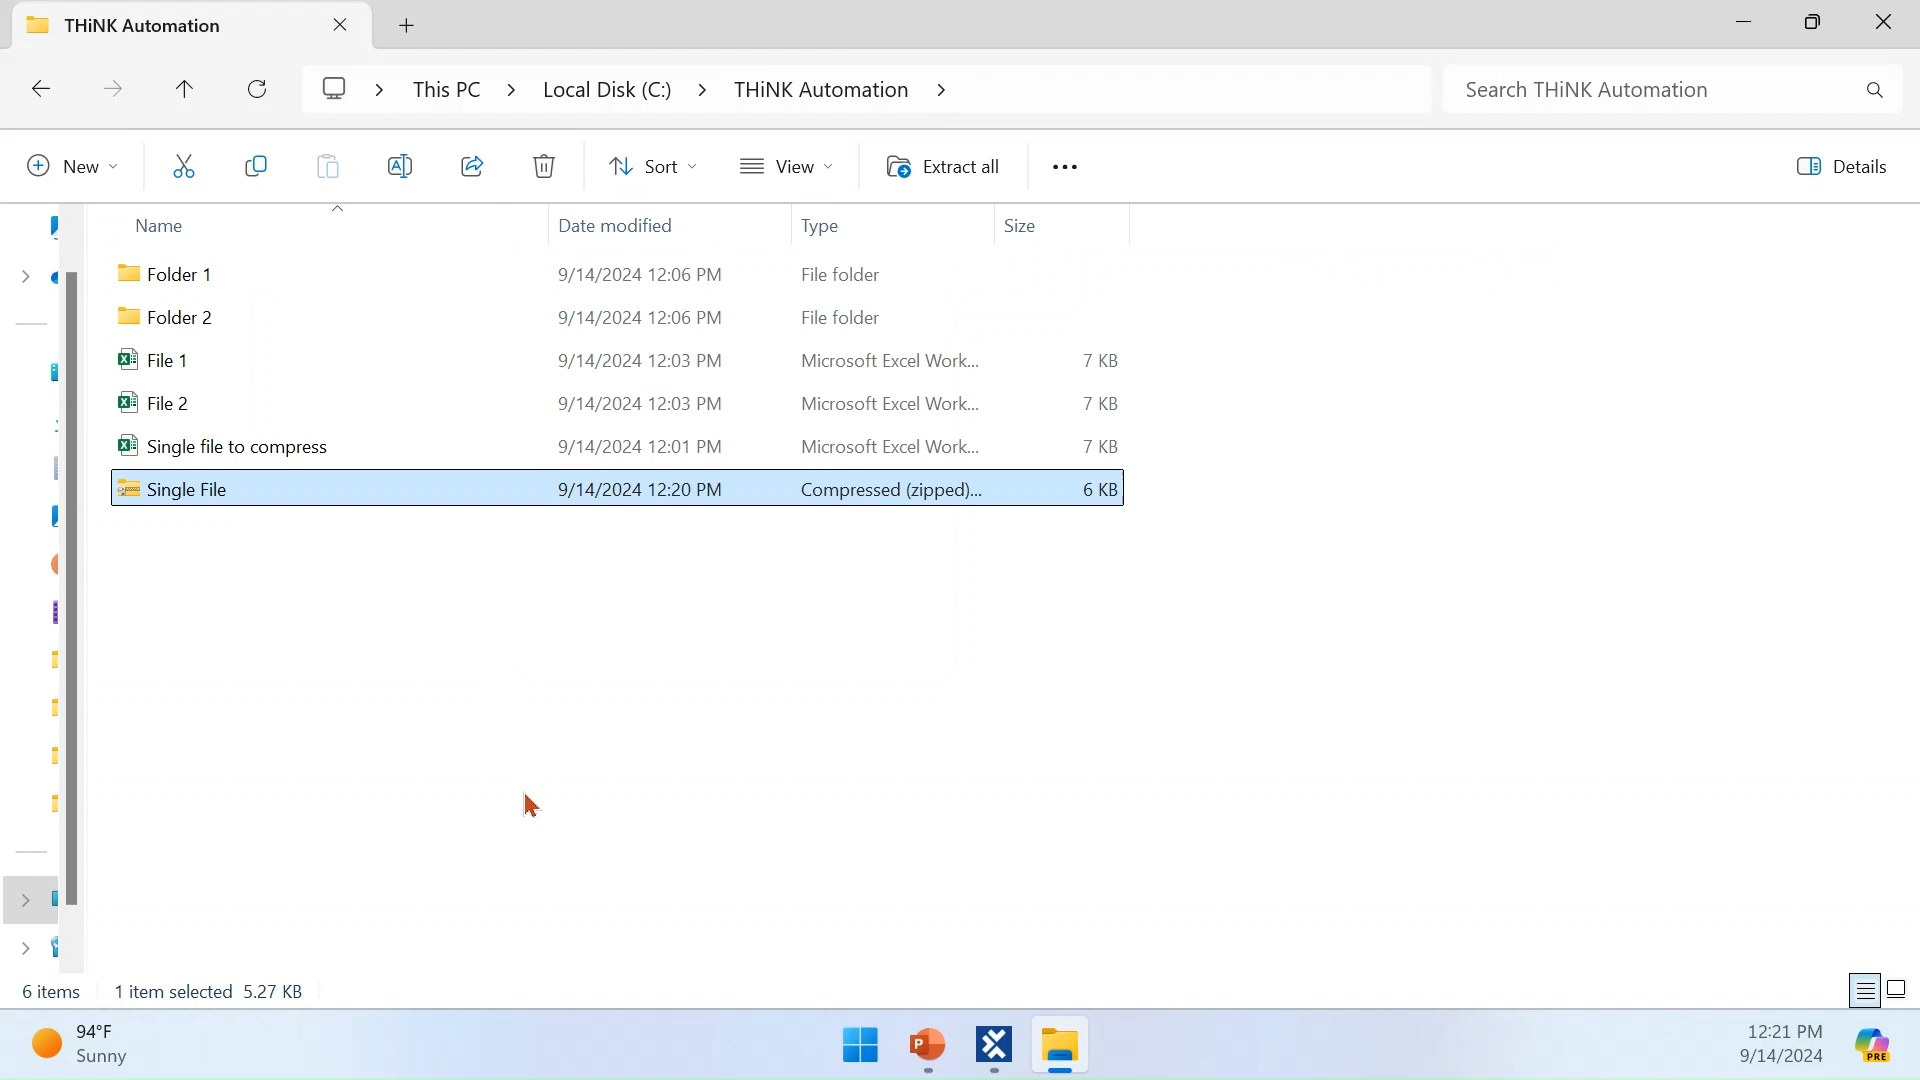 THiNK Automation
This PC Local Disk (C:) THiNK Automation Search THiNK Automation
New Sort View Extract all Details
Name Date modified Type Size
Folder 1 9/14/2024 12:06 PM File folder
Folder 2 9/14/2024 12:06 PM File folder
File 1 9/14/2024 12:03 PM Microsoft Excel Work... 7 KB
File 2 9/14/2024 12:03 PM Microsoft Excel Work... 7 KB
Single file to compress 9/14/2024 12:01 PM Microsoft Excel Work... 7 KB
Single File 9/14/2024 12:20 PM Compressed (zipped)... 6 KB
6 items 1 item selected 5.27 KB
94°F 12:21 PM
Sunny 9/14/2024 PRE